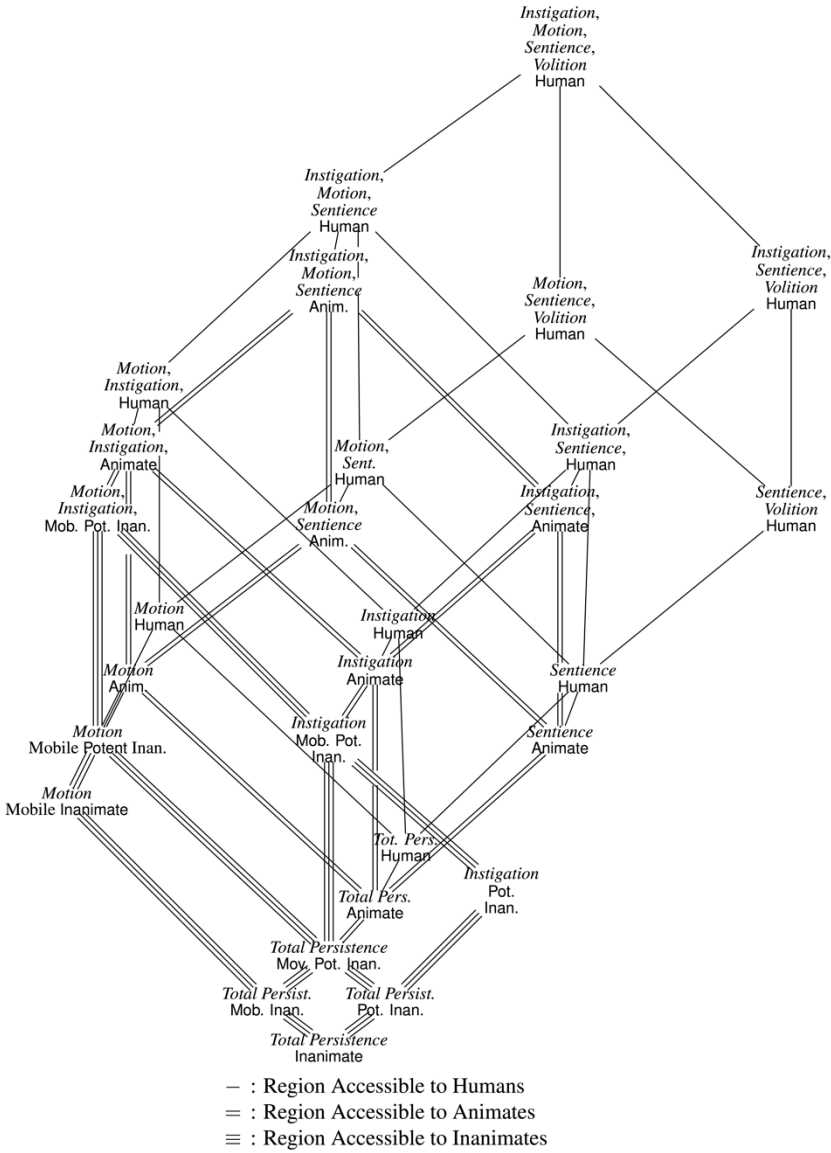 Instigation,
Motion,
Sentience,
Volition
Human
Instigation,
Motion,
Sentience
Human
Instigation,
Motion,
Sentience
Anim.
Motion,
Sentience,
Volition
Human
Instigation,
Sentience,
Volition
Human
Motion,
Instigation,
Human
Motion,
Instigation,
Animate
Motion,
Instigation,
Mob. Pot. Inan.
Motion,
Sent.
Human
Motion,
Sentience
Anim.
Instigation,
Sentience,
Human
Instigation,
Sentience,
Animate
Sentience,
Volition
Human
Motion
Human
Motion
Anim.
Motion
Mobile Potent Inan.
Motion
Mobile Inanimate
Instigation
Human
Instigation
Animate
Instigation
Mob. Pot.
Inan.
Sentience
Human
Sentience
Animate
Tot. Pers.
Human
Total Pers.
Animate
Instigation
Pot.
Inan.
Total Persistence
Mov. Pot. Inan.
Total Persist.
Mob. Inan.
Total Persist.
Pot. Inan.
Total Persistence
Inanimate
− : Region Accessible to Humans
= : Region Accessible to Animates
≡ : Region Accessible to Inanimates